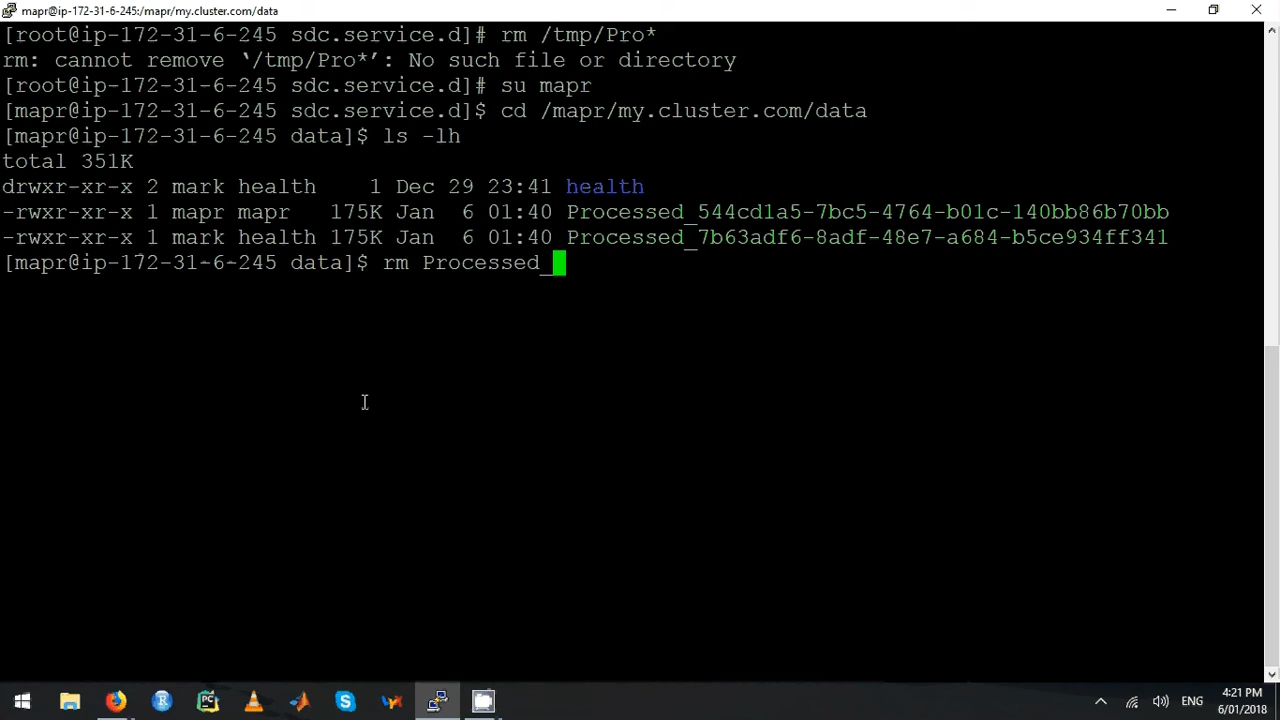 mapr@ip-172-31-6-245:/mapr/my.cluster.com/data
[root@ip-172-31-6-245 sdc.service.d]# rm /tmp/Pro*
rm: cannot remove ‘/tmp/Pro*’: No such file or directory
[root@ip-172-31-6-245 sdc.service.d]# su mapr
[mapr@ip-172-31-6-245 sdc.service.d]$ cd /mapr/my.cluster.com/data
[mapr@ip-172-31-6-245 data]$ ls -lh
total 351K
drwxr-xr-x 2 mark health    1 Dec 29 23:41 health
-rwxr-xr-x 1 mapr mapr   175K Jan  6 01:40 Processed_544cd1a5-7bc5-4764-b01c-140bb86b70bb
-rwxr-xr-x 1 mark health 175K Jan  6 01:40 Processed_7b63adf6-8adf-48e7-a684-b5ce934ff341
[mapr@ip-172-31-6-245 data]$ rm Processed_
ENG
4:21 PM
6/01/2018